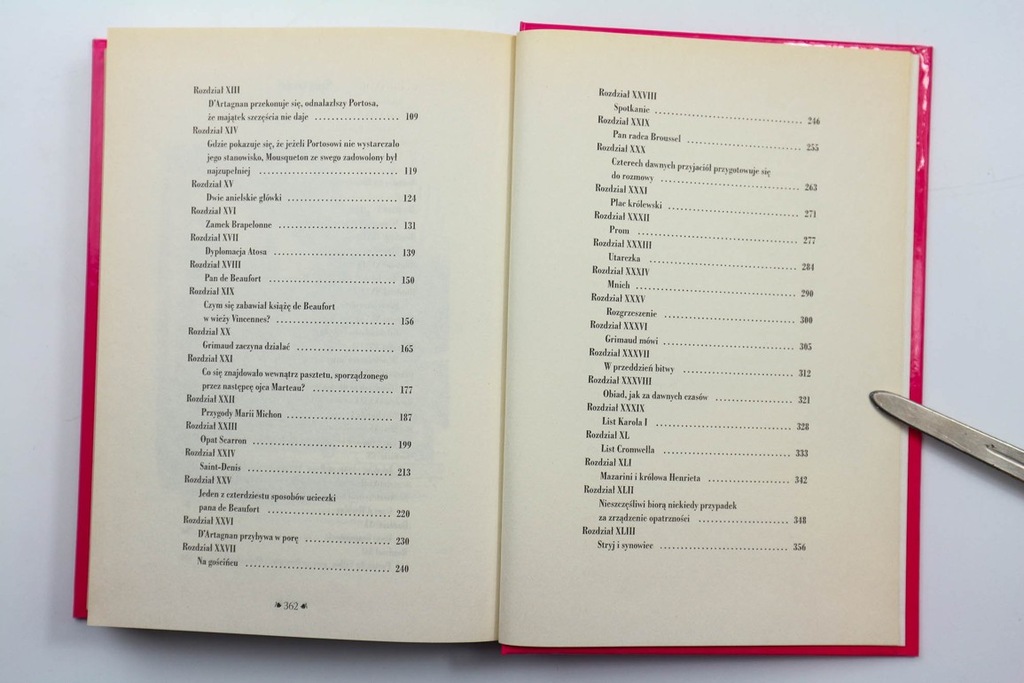 Rozdział XIII
D'Artagnan przekonuje się, odnalazłszy Portosa,
że majątek szczęścia nie daje ........................ 109
Rozdział XIV
Gdzie pokazuje się, że jeżeli Portosowi nie wystarczało
jego stanowisko, Mousqueton ze swego zadowolony był
najzupełniej ........................ 119
Rozdział XV
Dwie anielskie główki ........................ 124
Rozdział XVI
Zamek Brapelonne ........................ 131
Rozdział XVII
Dyplomacja Atosa ........................ 139
Rozdział XVIII
Pan de Beaufort ........................ 150
Rozdział XIX
Czym się zabawiał książę de Beaufort
w wieży Vincennes? ........................ 156
Rozdział XX
Grimaud zaczyna działać ........................ 165
Rozdział XXI
Co się znajdowało wewnątrz pasztetu, sporządzonego
przez następcę ojca Marteau? ........................ 177
Rozdział XXII
Przygody Marii Michon ........................ 187
Rozdział XXIII
Opat Scarron ........................ 199
Rozdział XXIV
Saint-Denis ........................ 213
Rozdział XXV
Jeden z czterdziestu sposobów ucieczki
pana de Beaufort ........................ 220
Rozdział XXVI
D'Artagnan przybywa w porę ........................ 230
Rozdział XXVII
Na gościńcu ........................ 240
362
Rozdział XXVIII
Spotkanie ........................ 246
Rozdział XXIX
Pan radca Broussel ........................ 255
Rozdział XXX
Czterech dawnych przyjaciół przygotowuje się
do rozmowy ........................ 263
Rozdział XXXI
Plac królewski ........................ 271
Rozdział XXXII
Prom ........................ 277
Rozdział XXXIII
Utarczka ........................ 284
Rozdział XXXIV
Mnich ........................ 290
Rozdział XXXV
Rozgrzeszenie ........................ 300
Rozdział XXXVI
Grimaud mówi ........................ 305
Rozdział XXXVII
W przeddzień bitwy ........................ 312
Rozdział XXXVIII
Obiad, jak za dawnych czasów ........................ 321
Rozdział XXXIX
List Karola I ........................ 328
Rozdział XL
List Cromwella ........................ 333
Rozdział XLI
Mazarini i królowa Henrieta ........................ 342
Rozdział XLII
Nieszczęśliwi biorą niekiedy przypadek
za zrządzenie opatrzności ........................ 348
Rozdział XLIII
Stryj i synowiec ........................ 356